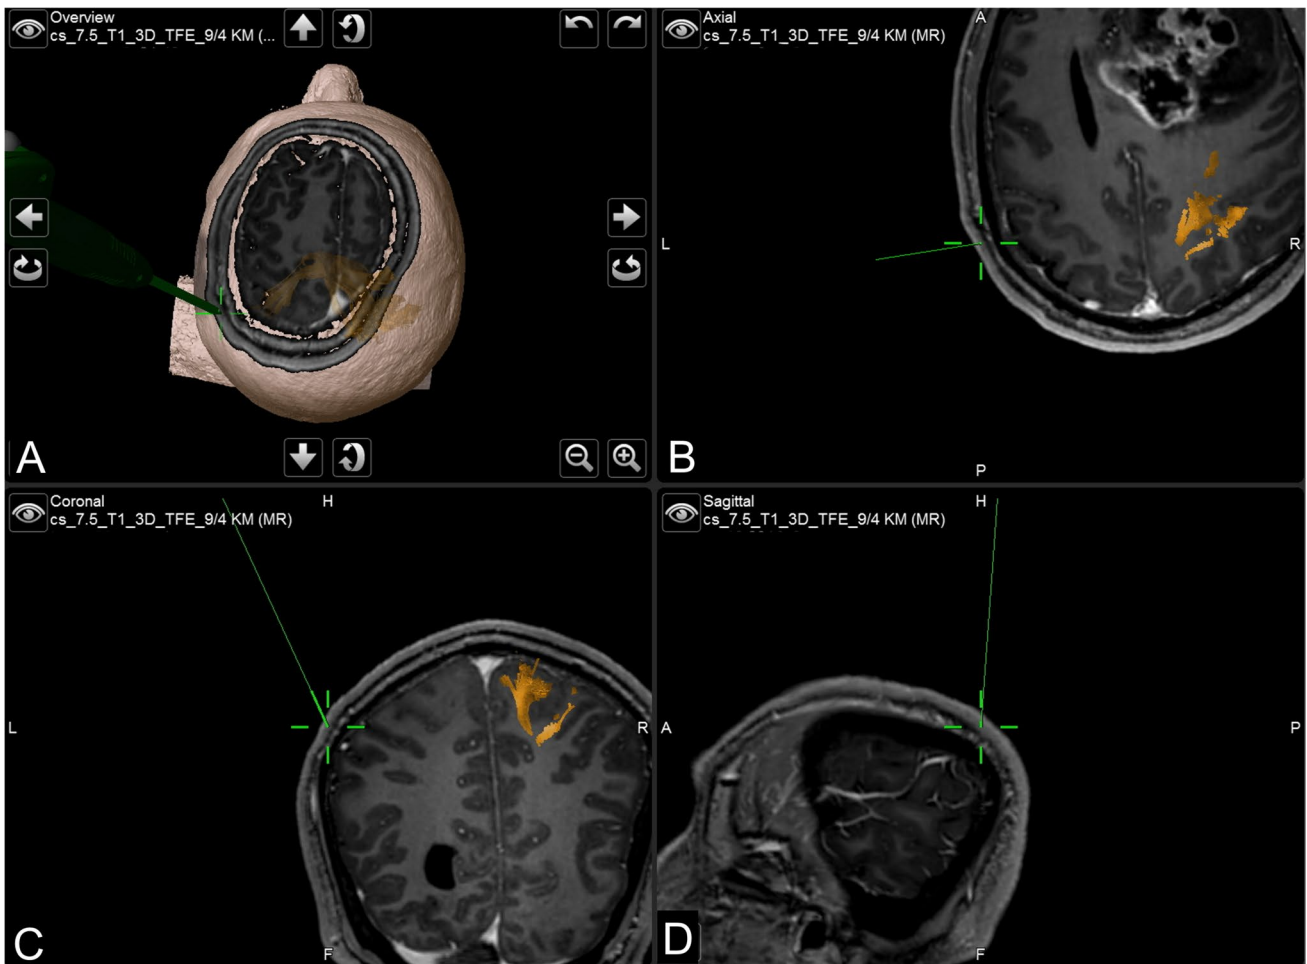 Overview
cs_7.5_T1_3D_TFE_9/4 KM (...
A
Axial
cs_7.5_T1_3D_TFE_9/4 KM (MR)
A
L
R
P
B
Coronal
cs_7.5_T1_3D_TFE_9/4 KM (MR)
H
L
R
F
C
Sagittal
cs_7.5_T1_3D_TFE_9/4 KM (MR)
H
A
P
F
D